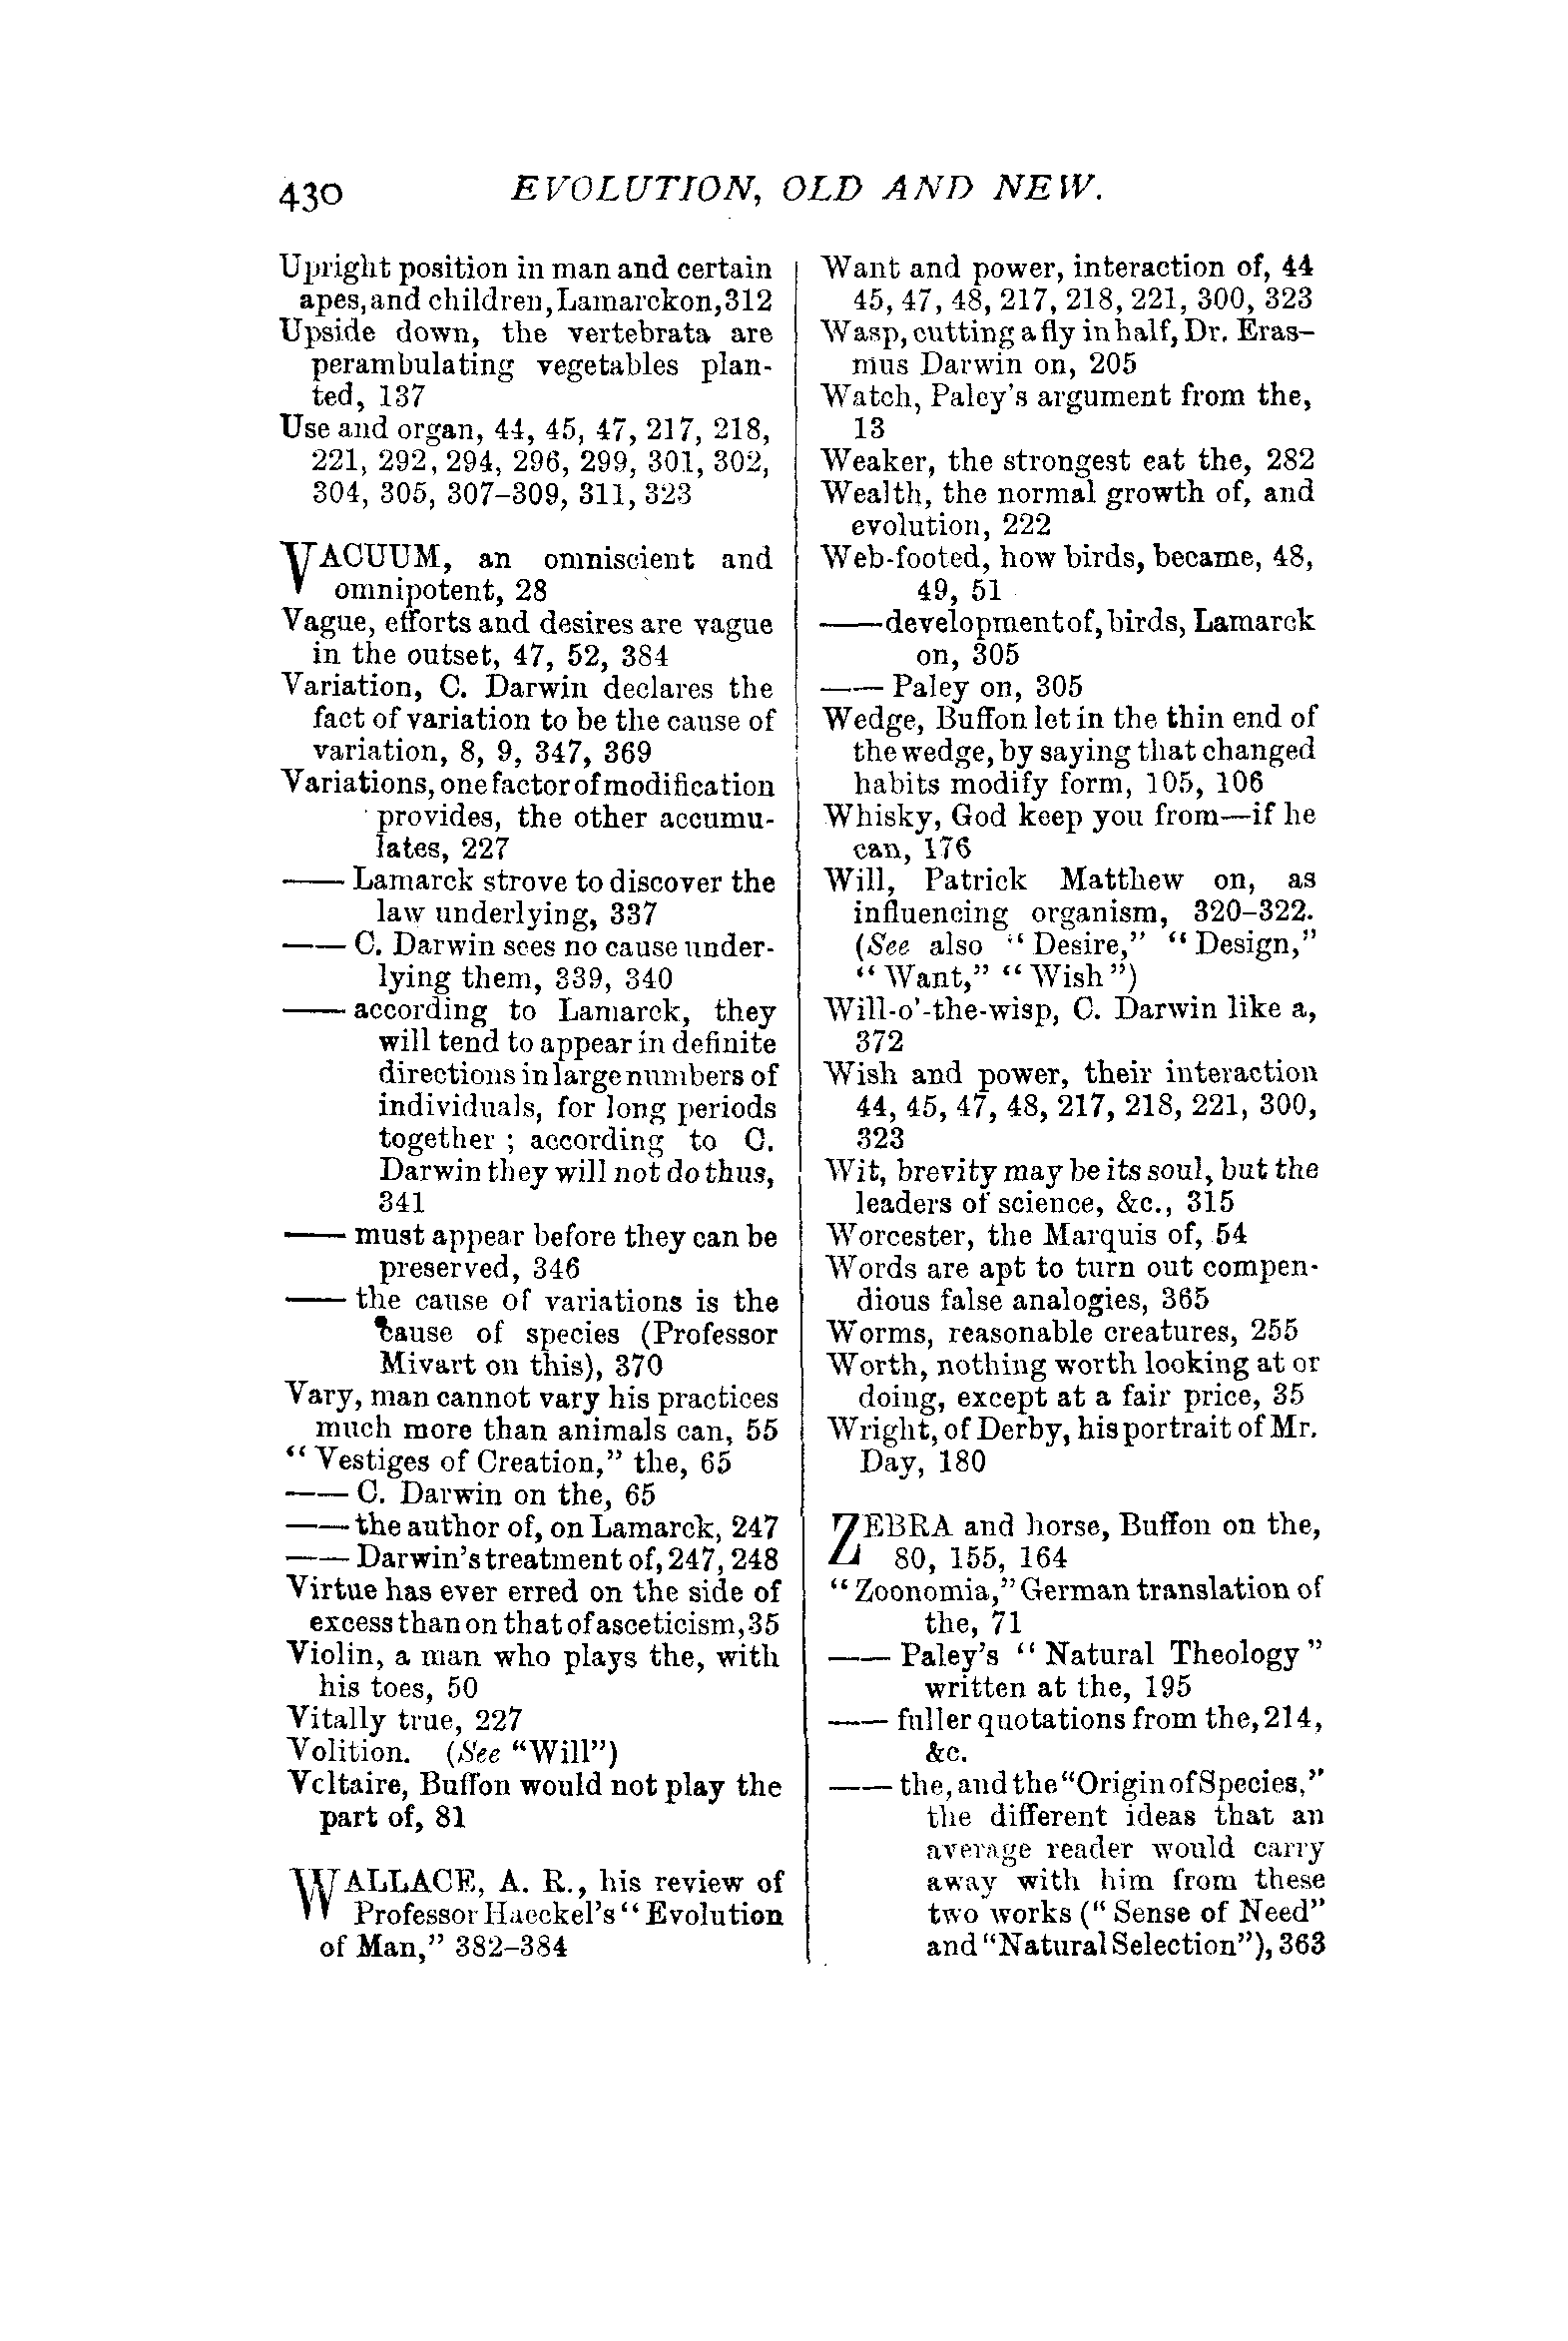 430 EVOLUTION, OLD AND NEW.
Upright position in man and certain
apes, and children, Lamarck on, 312
Upside down, the vertebrata are
perambulating vegetables plan-
ted, 137
Use and organ, 44, 45, 47, 217, 218,
221, 292, 294, 296, 299, 301, 302,
304, 305, 307–309, 311, 323
VACUUM, an omniscient and
omnipotent, 28
Vague, efforts and desires are vague
in the outset, 47, 52, 384
Variation, C. Darwin declares the
fact of variation to be the cause of
variation, 8, 9, 347, 369
Variations, one factor of modification
provides, the other accumu-
lates, 227
—— Lamarck strove to discover the
law underlying, 337
—— C. Darwin sees no cause under-
lying them, 339, 340
—— according to Lamarck, they
will tend to appear in definite
directions in large numbers of
individuals, for long periods
together ; according to C.
Darwin they will not do thus,
341
—— must appear before they can be
preserved, 346
—— the cause of variations is the
cause of species (Professor
Mivart on this), 370
Vary, man cannot vary his practices
much more than animals can, 55
“Vestiges of Creation,” the, 65
—— C. Darwin on the, 65
—— the author of, on Lamarck, 247
—— Darwin's treatment of, 247, 248
Virtue has ever erred on the side of
excess than on that of asceticism, 35
Violin, a man who plays the, with
his toes, 50
Vitally true, 227
Volition. (See “Will”)
Vcltaire, Buffon would not play the
part of, 81
WALLACE, A. R., his review of
Professor Haeckel's “Evolution
of Man,” 382–384
Want and power, interaction of, 44
45, 47, 48, 217, 218, 221, 300, 323
Wasp, cutting a fly in half, Dr. Eras-
mus Darwin on, 205
Watch, Paley's argument from the,
13
Weaker, the strongest eat the, 282
Wealth, the normal growth of, and
evolution, 222
Web-footed, how birds, became, 48,
49, 51
—— development of, birds, Lamarck
on, 305
—— Paley on, 305
Wedge, Buffon let in the thin end of
the wedge, by saying that changed
habits modify form, 105, 106
Whisky, God keep you from—if he
can, 176
Will, Patrick Matthew on, as
influencing organism, 320–322.
(See also “Desire,” “Design,”
“Want,” “Wish”)
Will-o'-the-wisp, C. Darwin like a,
372
Wish and power, their interaction
44, 45, 47, 48, 217, 218, 221, 300,
323
Wit, brevity may be its soul, but the
leaders of science, &c., 315
Worcester, the Marquis of, 54
Words are apt to turn out compen-
dious false analogies, 365
Worms, reasonable creatures, 255
Worth, nothing worth looking at or
doing, except at a fair price, 35
Wright, of Derby, his portrait of Mr.
Day, 180
ZEBRA and horse, Buffon on the,
80, 155, 164
“Zoonomia,” German translation of
the, 71
—— Paley's “Natural Theology”
written at the, 195
—— fuller quotations from the, 214,
&c.
—— the, and the “Origin of Species,”
the different ideas that an
average reader would carry
away with him from these
two works (“Sense of Need”
and “Natural Selection”), 363